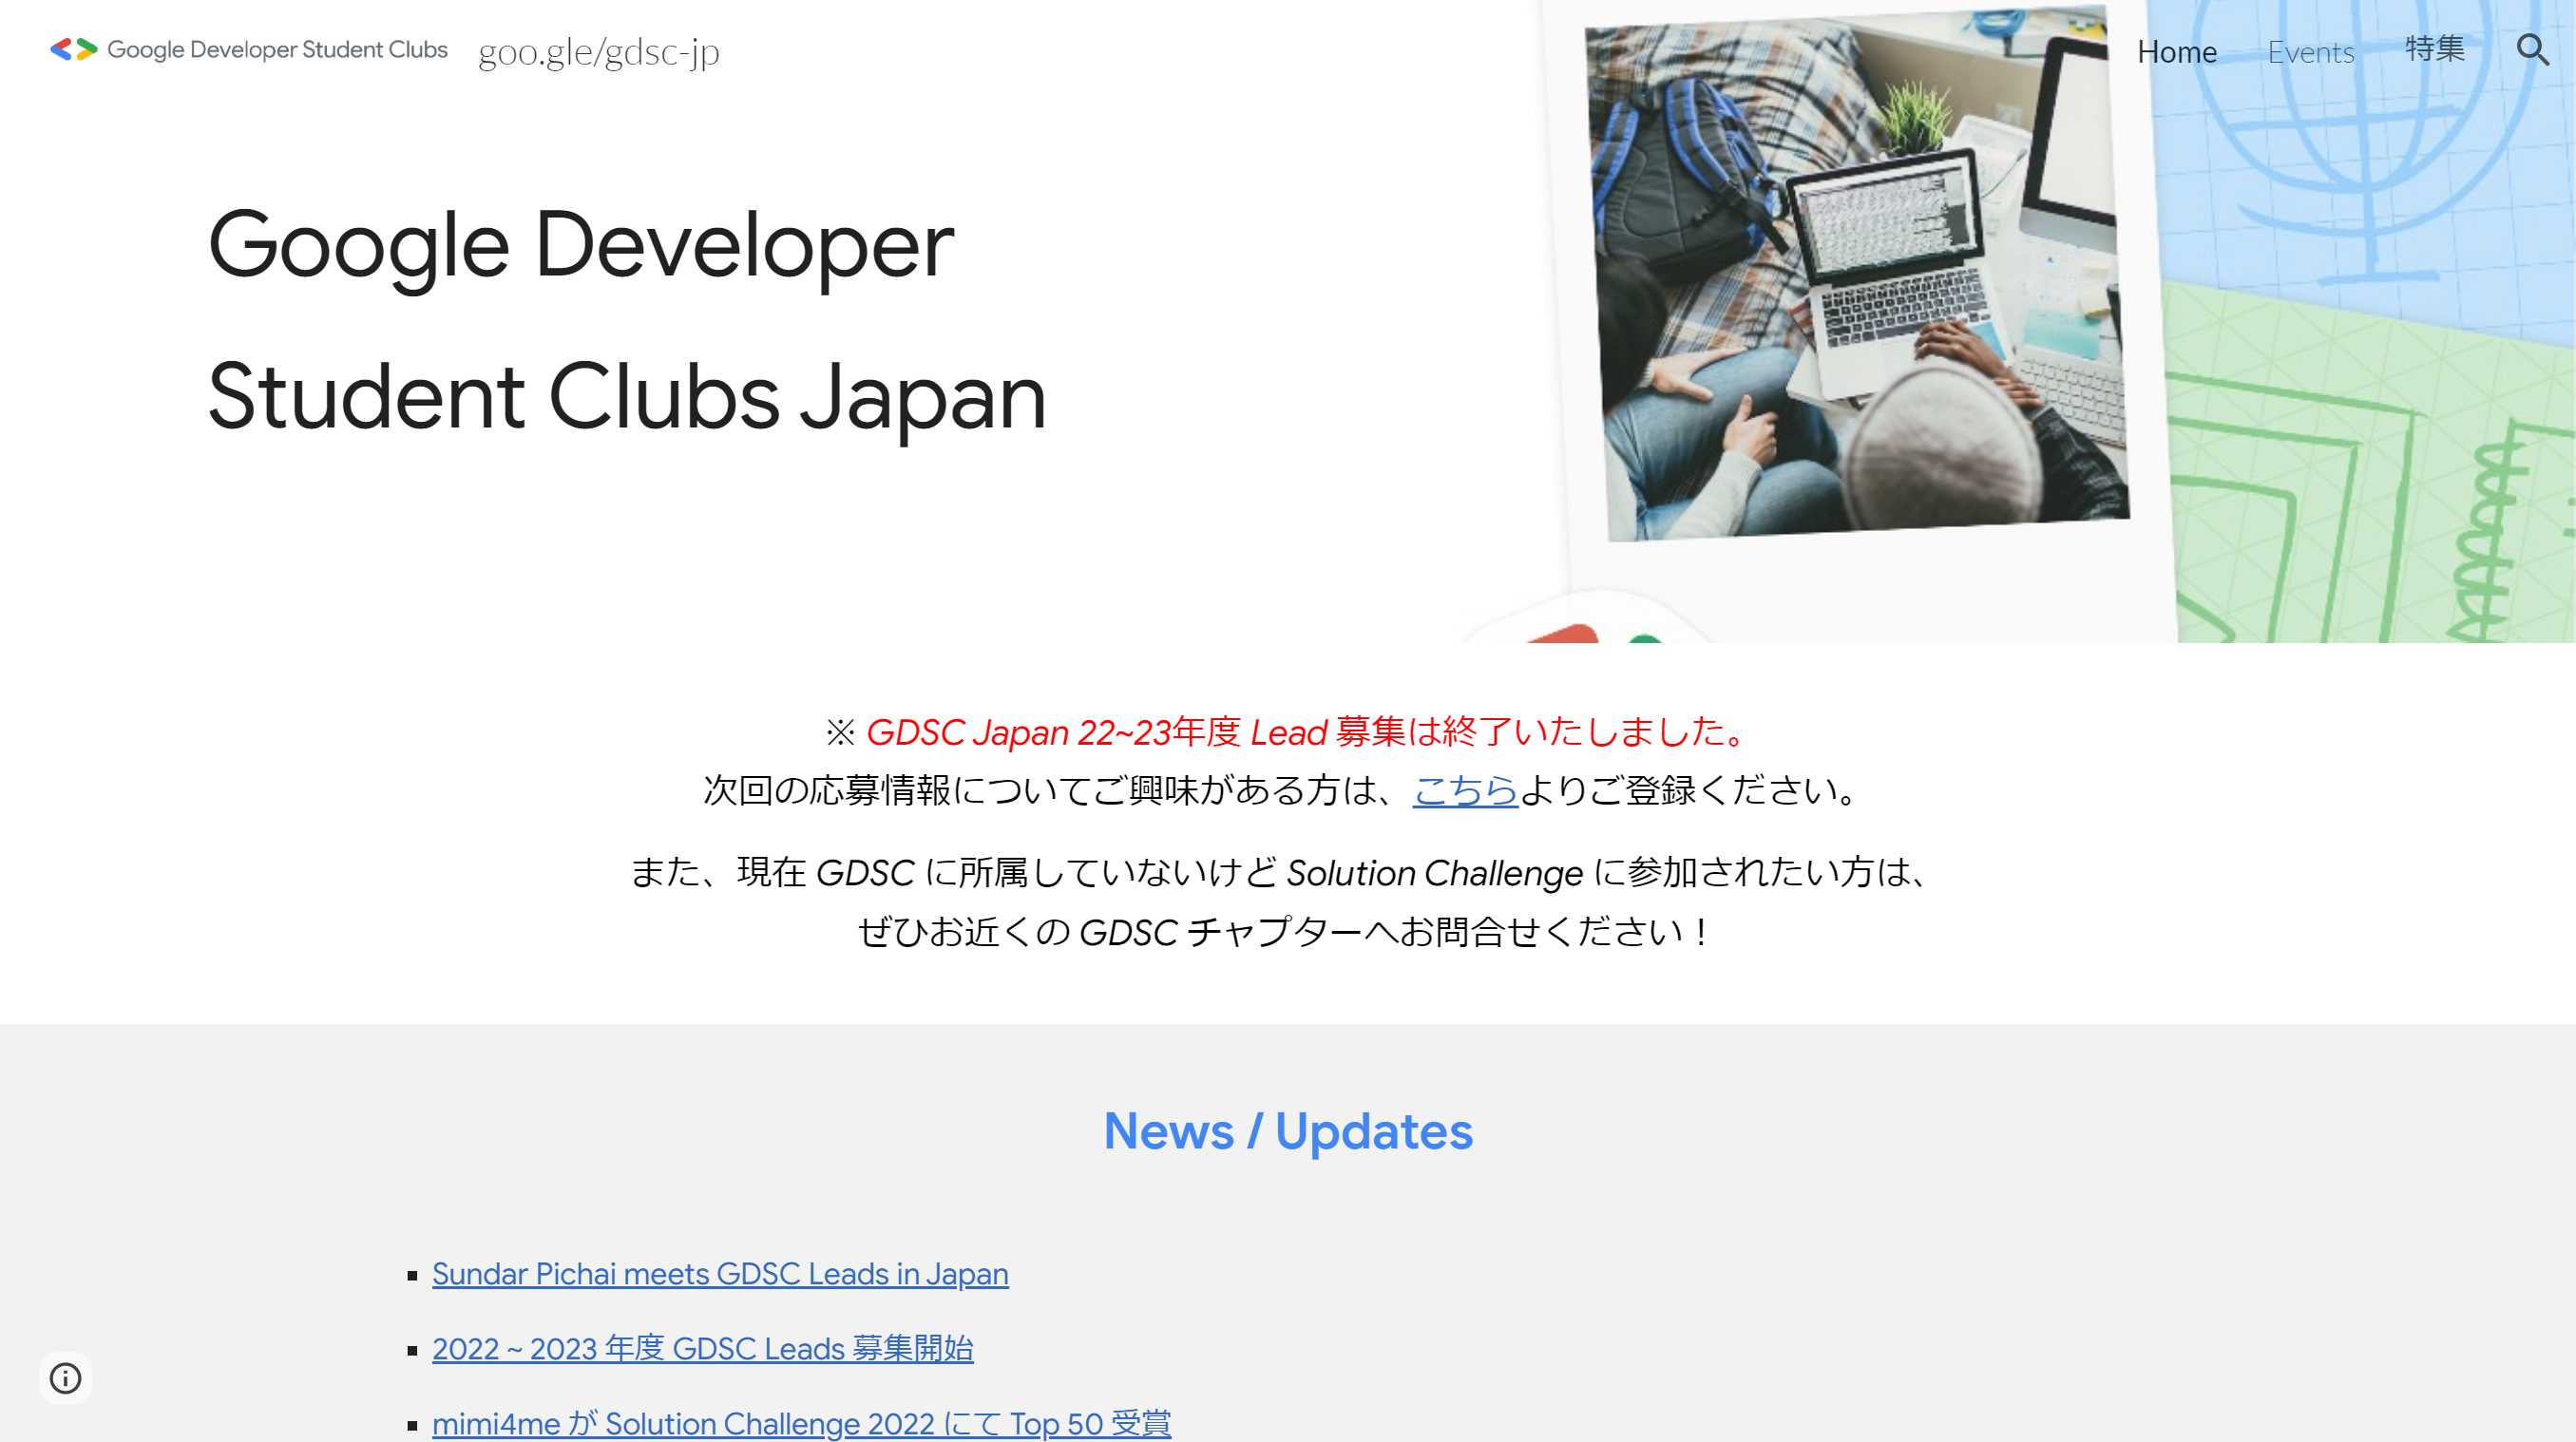 Google Developer Student Clubs goo.gle/gdsc-jp Home Events 特集
Google Developer
Student Clubs Japan
※ GDSC Japan 22~23年度 Lead 募集は終了いたしました。
次回の応募情報についてご興味がある方は、こちらよりご登録ください。
また、現在 GDSC に所属していないけど Solution Challenge に参加されたい方は、
ぜひお近くの GDSC チャプターへお問合せください！
News / Updates
Sundar Pichai meets GDSC Leads in Japan
2022 ~ 2023 年度 GDSC Leads 募集開始
mimi4me が Solution Challenge 2022 にて Top 50 受賞